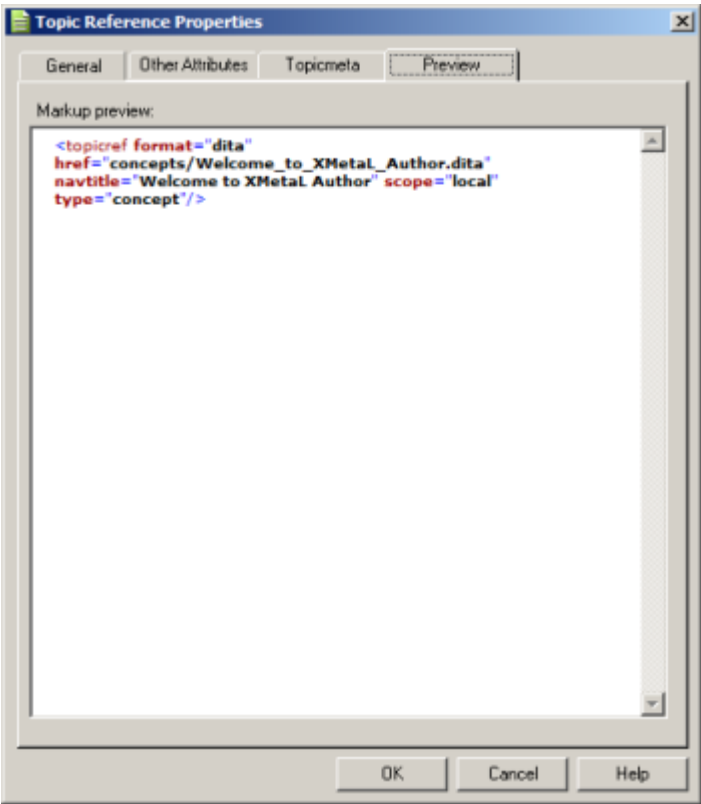 Topic Reference Properties
General Other Attributes Topicmeta Preview
Markup preview:
<topicref format="dita"
href="concepts/Welcome_to_XMetaL_Author.dita"
navtitle="Welcome to XMetaL Author" scope="local"
type="concept"/>
OK Cancel Help